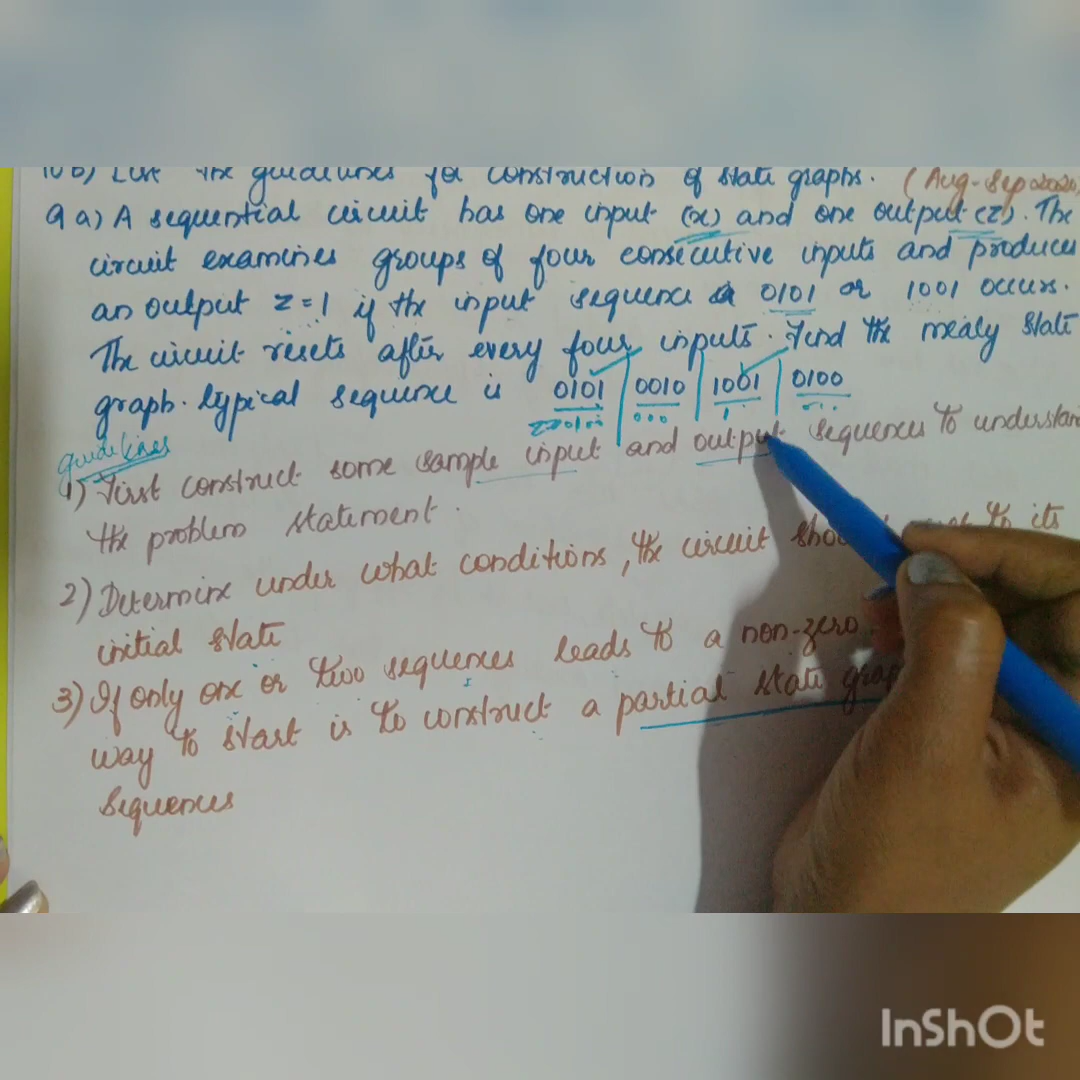 10 b) List the guidelines for construction of state graphs. (Aug-Sep 2020)
9 a) A sequential circuit has one input (x) and one output (z). The
circuit examines groups of four consecutive inputs and produces
an output z=1 if the input sequence 0101 or 1001 occurs.
The circuit resets after every four inputs. Find the mealy state
graph. typical sequence is 0101 | 0010 | 1001 | 0100
guidelines
1) First construct some sample input and output sequences to understand
the problem statement.
2) Determine under what conditions, the circuit to its
initial state
3) If only one or two sequences leads to a non-zero
way to start is to construct a partial state
sequences
InShOt